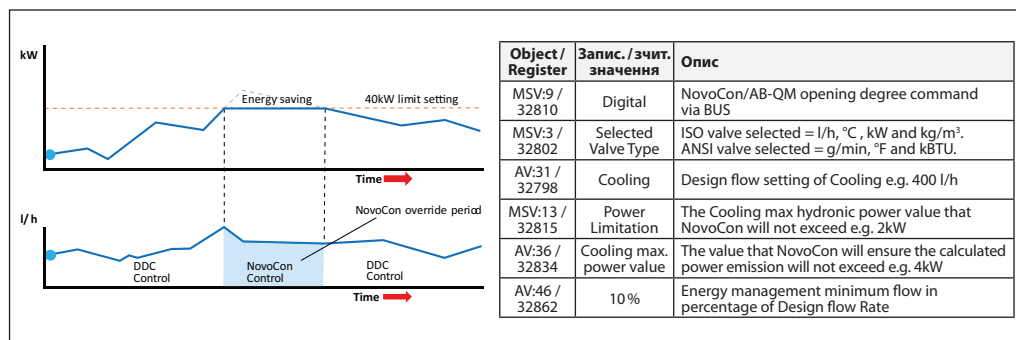 kW
Energy saving
40kW limit setting
Time
l/h
NovoCon override period
DDC
Control
NovoCon
Control
DDC
Control
Time
Object /
Register
Запис. / зчит.
значення
Опис
MSV:9 /
32810
Digital
NovoCon/AB-QM opening degree command
via BUS
MSV:3 /
32802
Selected
Valve Type
ISO valve selected = l/h, °C , kW and kg/m³.
ANSI valve selected = g/min, °F and kBTU.
AV:31 /
32798
Cooling
Design flow setting of Cooling e.g. 400 l/h
MSV:13 /
32815
Power
Limitation
The Cooling max hydronic power value that
NovoCon will not exceed e.g. 2kW
AV:36 /
32834
Cooling max.
power value
The value that NovoCon will ensure the calculated
power emission will not exceed e.g. 4kW
AV:46 /
32862
10 %
Energy management minimum flow in
percentage of Design flow Rate